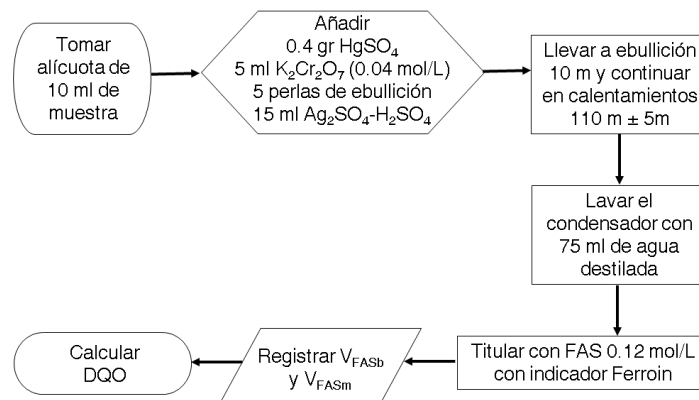 Tomar
alícuota de
10 ml de
muestra
Añadir
0.4 gr HgSO₄
5 ml K₂Cr₂O₇ (0.04 mol/L)
5 perlas de ebullición
15 ml Ag₂SO₄-H₂SO₄
Llevar a ebullición
10 m y continuar
en calentamientos
110 m ± 5m
Lavar el
condensador con
75 ml de agua
destilada
Titular con FAS 0.12 mol/L
con indicador Ferroin
Registrar V_FASb
y V_FASm
Calcular
DQO